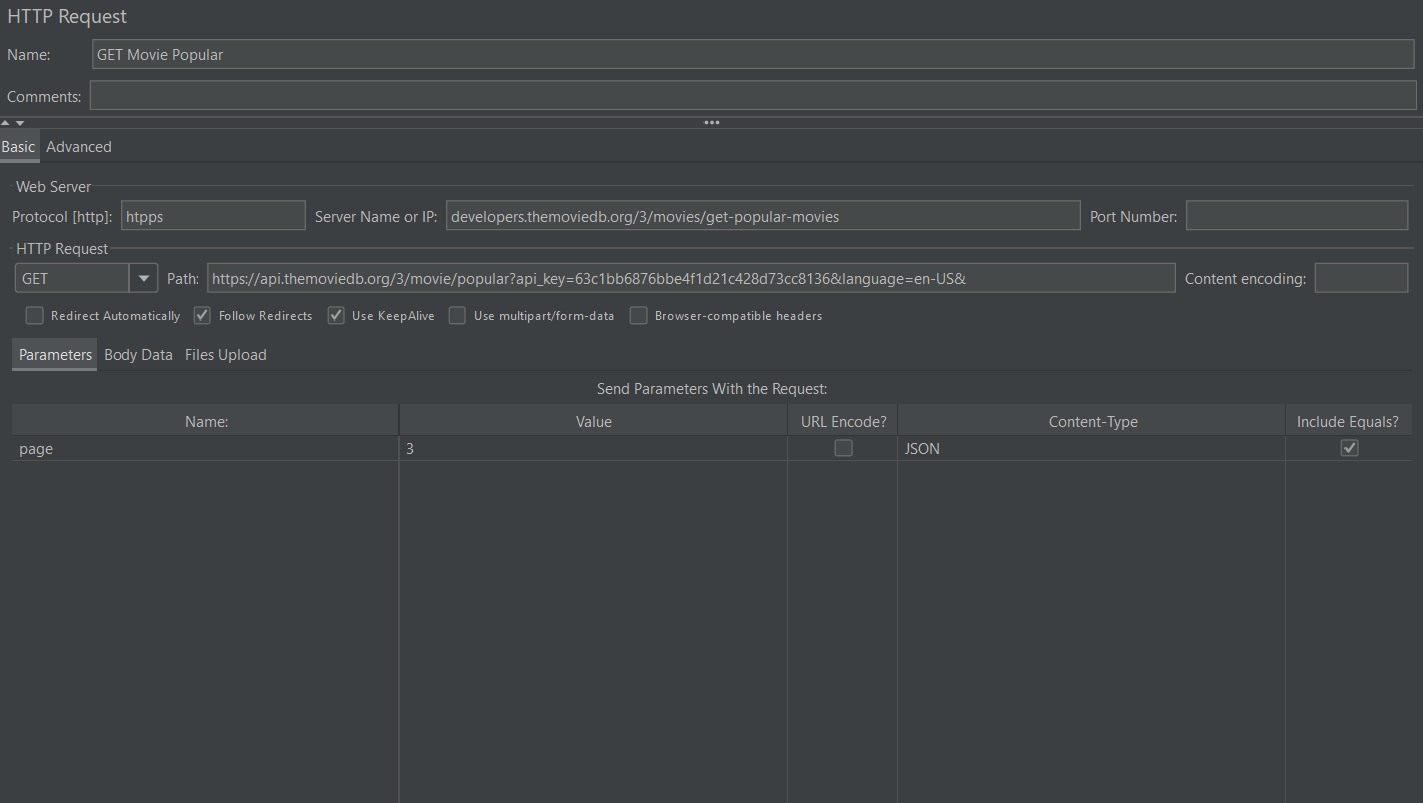 HTTP Request
Name: GET Movie Popular
Comments:
Basic Advanced
Web Server
Protocol [http]: htpps Server Name or IP: developers.themoviedb.org/3/movies/get-popular-movies Port Number:
HTTP Request
GET Path: https://api.themoviedb.org/3/movie/popular?api_key=63c1bb6876bbe4f1d21c428d73cc8136&language=en-US& Content encoding:
Redirect Automatically Follow Redirects Use KeepAlive Use multipart/form-data Browser-compatible headers
Parameters Body Data Files Upload
Send Parameters With the Request:
Name: Value URL Encode? Content-Type Include Equals?
page 3 JSON